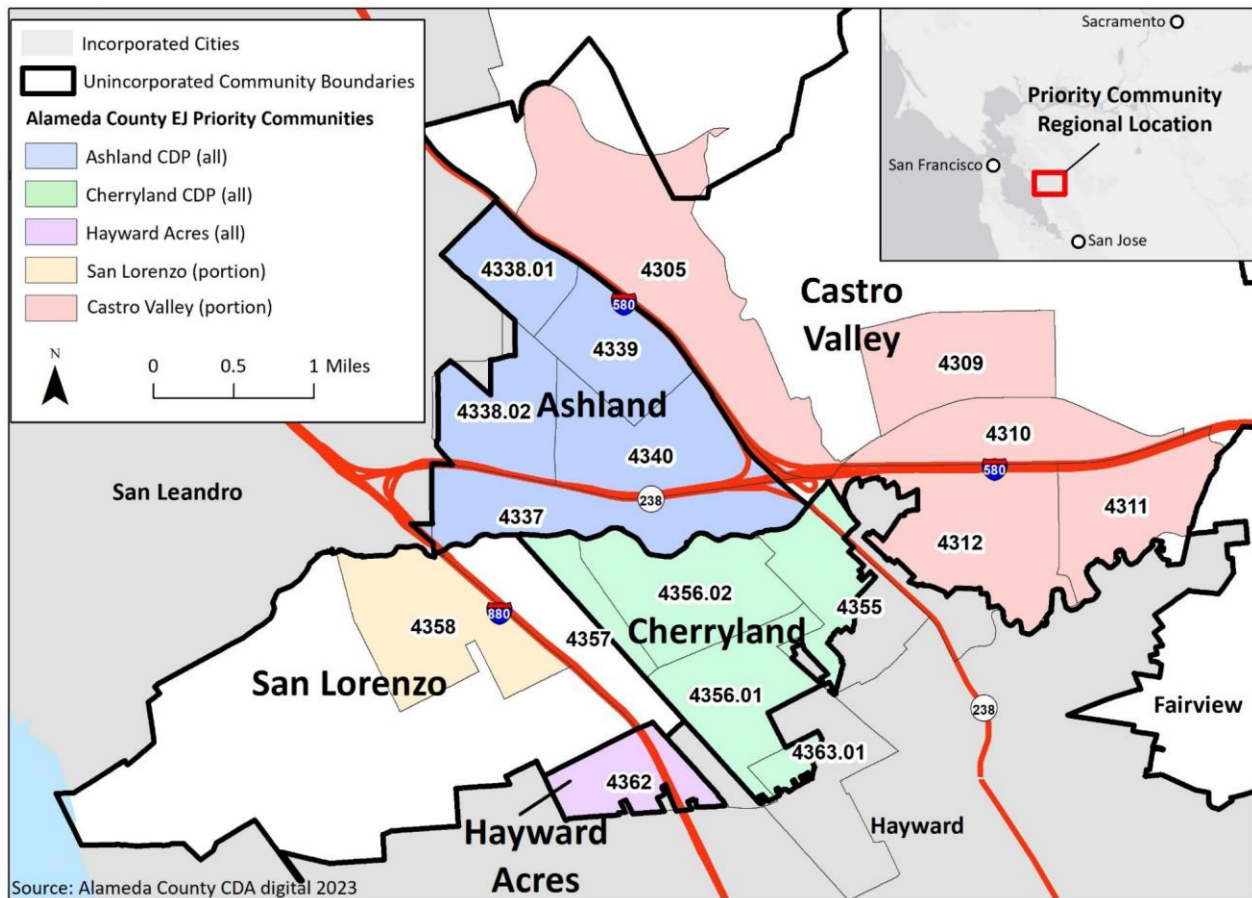 Incorporated Cities
Unincorporated Community Boundaries
Alameda County EJ Priority Communities
Ashland CDP (all)
Cherryland CDP (all)
Hayward Acres (all)
San Lorenzo (portion)
Castro Valley (portion)
N
0 0.5 1 Miles
Sacramento
Priority Community
Regional Location
San Francisco
San Jose
4338.01
4305
580
Castro
Valley
4339
4309
4338.02
Ashland
4310
4340
580
San Leandro
238
4311
4337
4312
4356.02
4355
880
4358
4357
Cherryland
San Lorenzo
4356.01
238
Fairview
4363.01
4362
Hayward
Hayward
Acres
Source: Alameda County CDA digital 2023